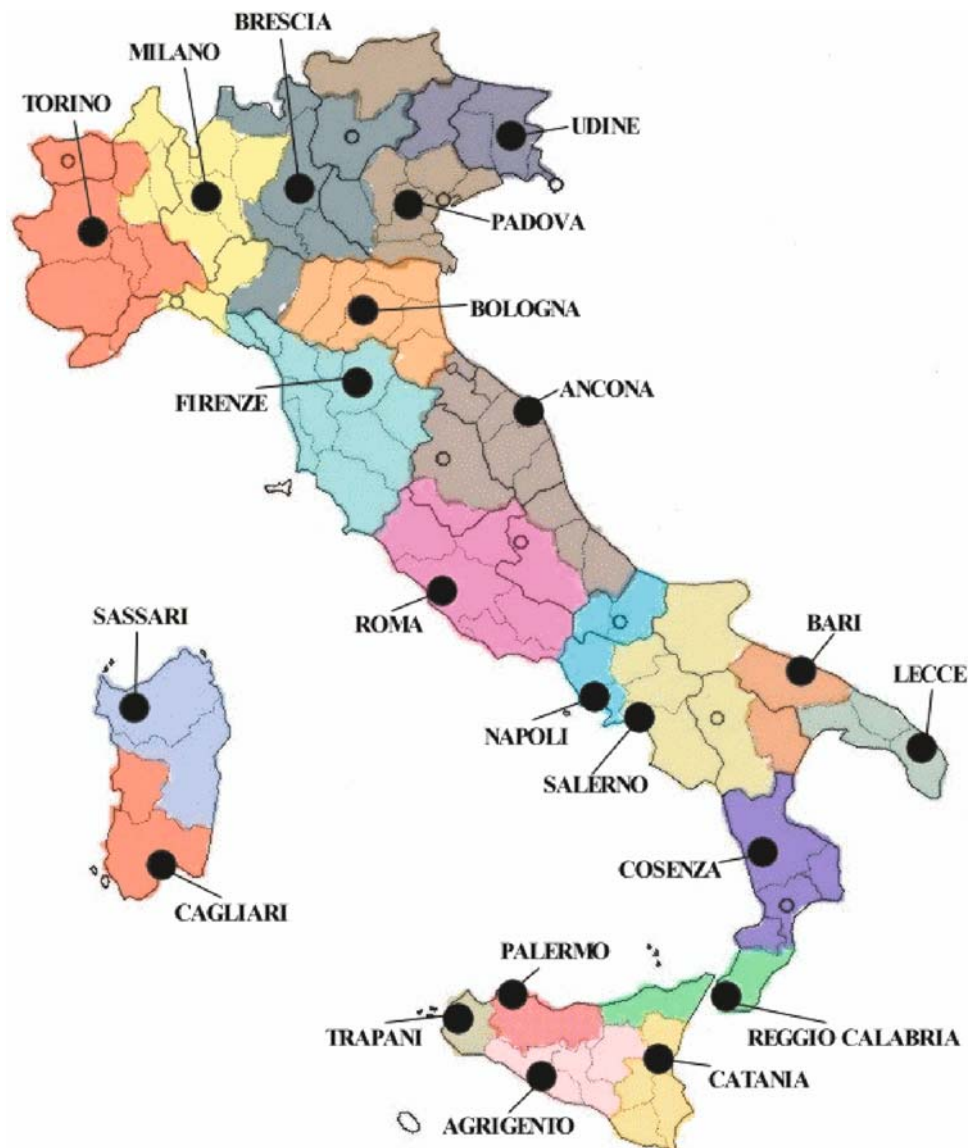 BRESCIA
MILANO
TORINO
UDINE
PADOVA
BOLOGNA
FIRENZE
ANCONA
ROMA
SASSARI
BARI
LECCE
NAPOLI
SALERNO
COSENZA
CAGLIARI
PALERMO
TRAPANI
REGGIO CALABRIA
CATANIA
AGRIGENTO